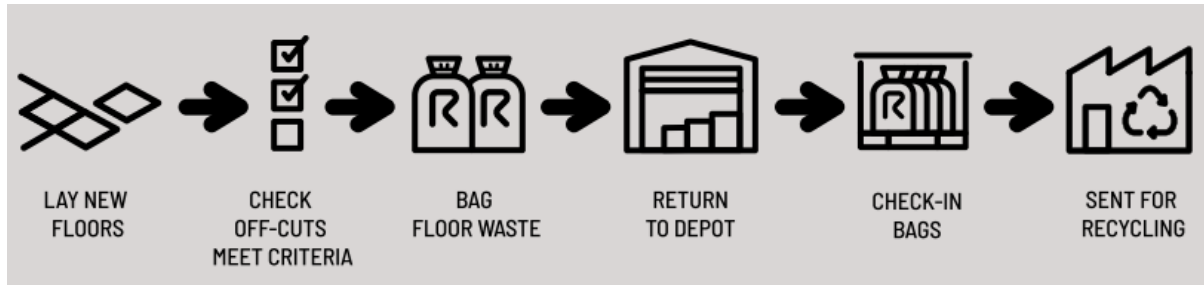 R R
R
LAY NEW
FLOORS
CHECK
OFF-CUTS
MEET CRITERIA
BAG
FLOOR WASTE
RETURN
TO DEPOT
CHECK-IN
BAGS
SENT FOR
RECYCLING